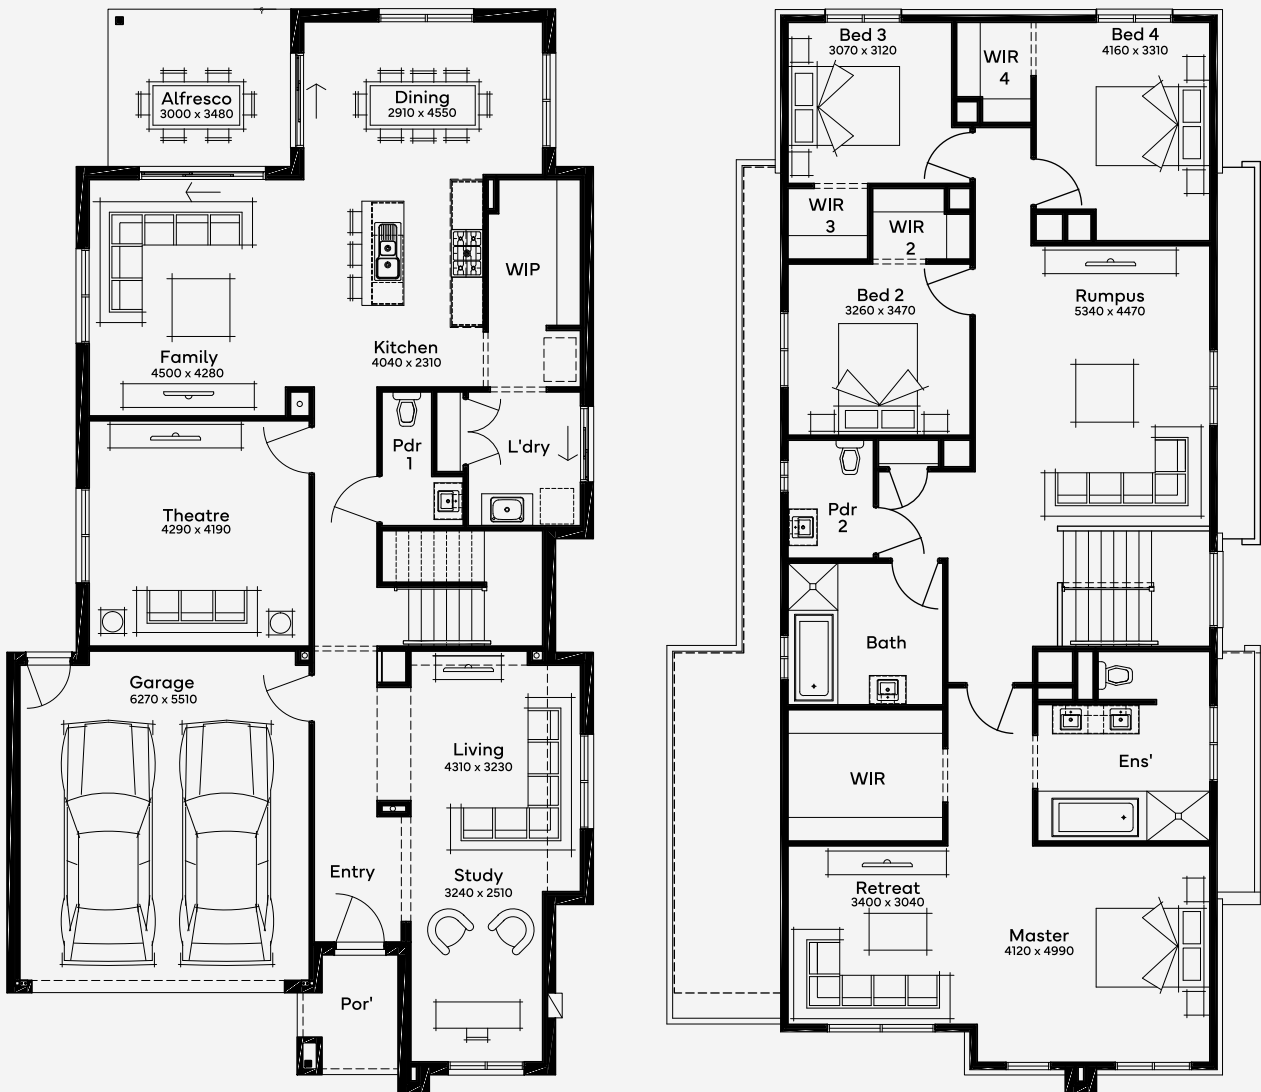 Alfresco
3000 x 3480
Dining
2910 x 4550
WIP
Family
4500 x 4280
Kitchen
4040 x 2310
Pdr
1
L'dry
Theatre
4290 x 4190
Garage
6270 x 5510
Living
4310 x 3230
Entry
Study
3240 x 2510
Por'
Bed 3
3070 x 3120
WIR
4
Bed 4
4160 x 3310
WIR
3
WIR
2
Bed 2
3260 x 3470
Rumpus
5340 x 4470
Pdr
2
Bath
Ens'
WIR
Retreat
3400 x 3040
Master
4120 x 4990